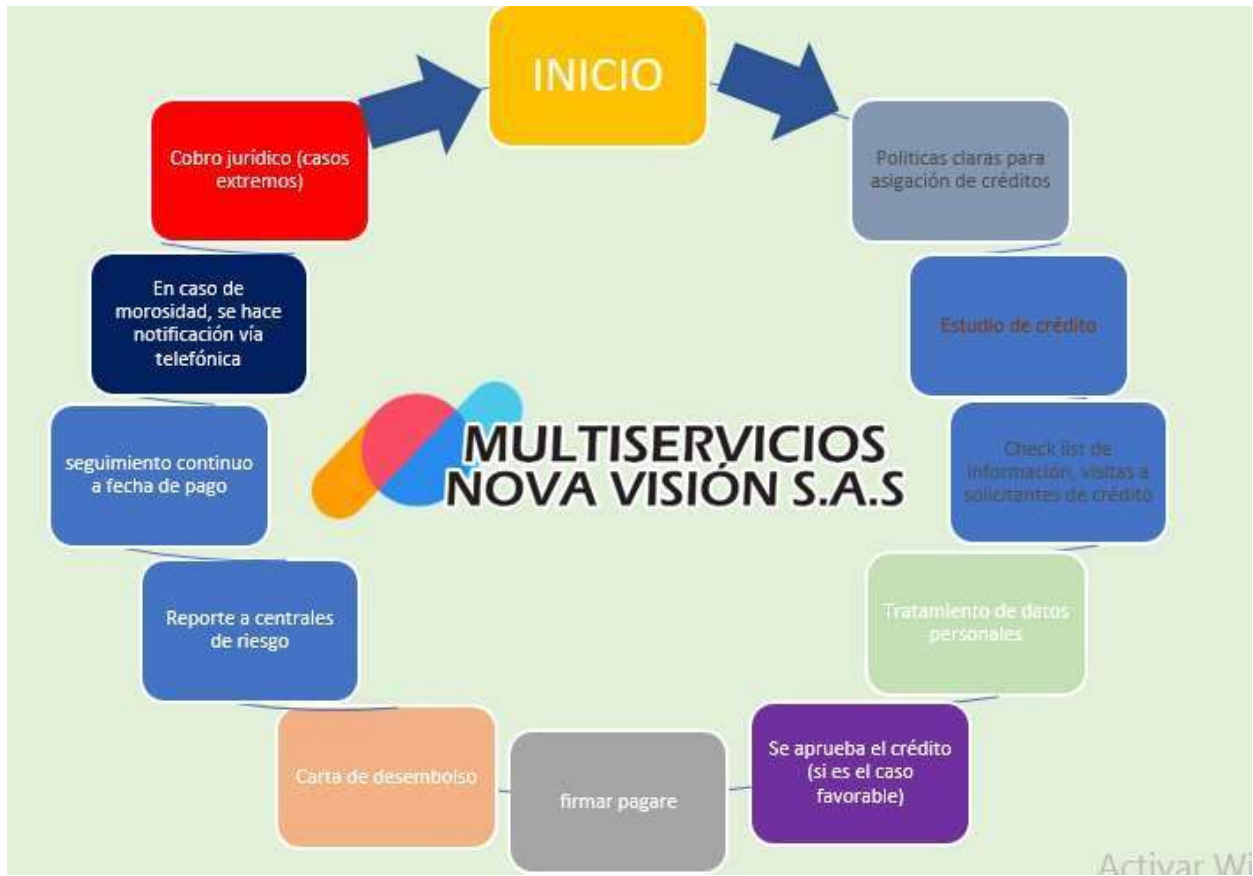 INICIO
Politicas claras para
asigación de créditos
Estudio de crédito
Check list de
información, visitas a
solicitantes de crédito
Tratamiento de datos
personales
Se aprueba el crédito
(si es el caso
favorable)
firmar pagare
Carta de desembolso
Reporte a centrales
de riesgo
seguimiento continuo
a fecha de pago
En caso de
morosidad, se hace
notificación vía
telefónica
Cobro jurídico (casos
extremos)
MULTISERVICIOS
NOVA VISIÓN S.A.S
Activar Wi